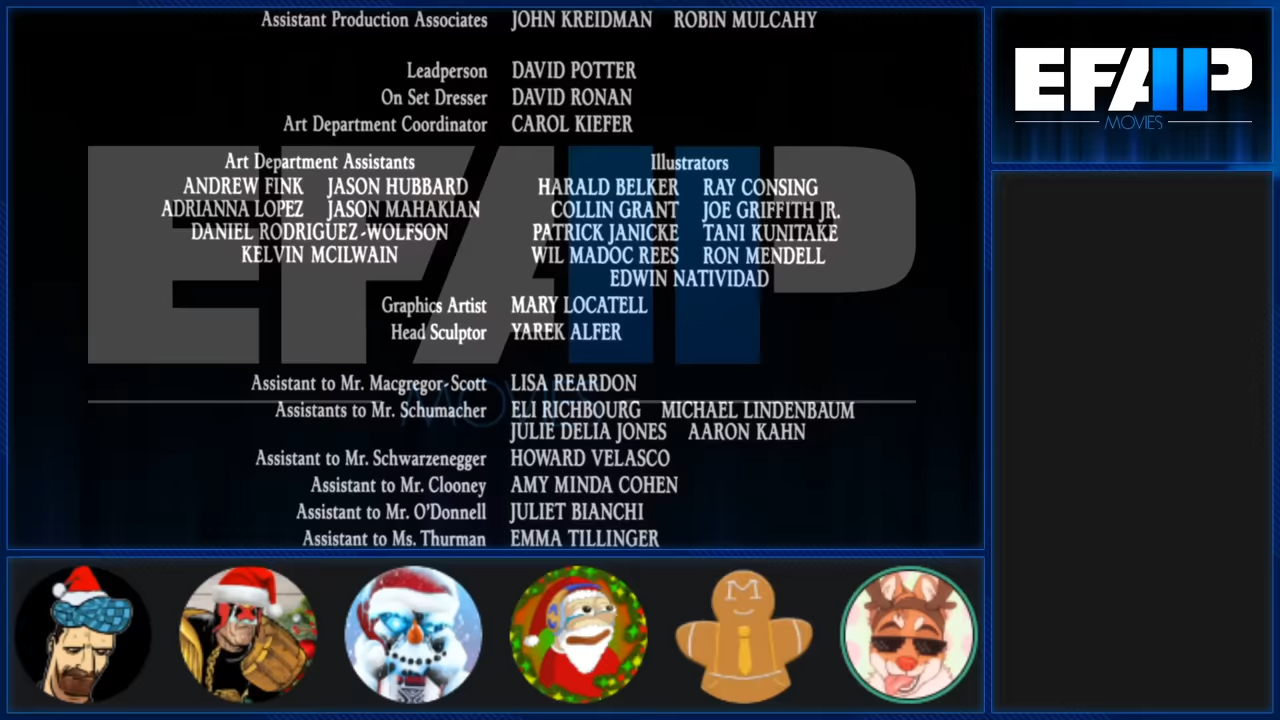 Assistant Production Associates JOHN KREIDMAN ROBIN MULCAHY
Leadperson DAVID POTTER
On Set Dresser DAVID RONAN
Art Department Coordinator CAROL KIEFER
Art Department Assistants Illustrators
ANDREW FINK JASON HUBBARD HARALD BELKER RAY CONSING
ADRIANNA LOPEZ JASON MAHAKIAN COLLIN GRANT JOE GRIFFITH JR.
DANIEL RODRIGUEZ-WOLFSON PATRICK JANICKE TANI KUNITAKE
KELVIN MCILWAIN WIL MADOC REES RON MENDELL
EDWIN NATIVIDAD
Graphics Artist MARY LOCATELL
Head Sculptor YAREK ALFER
Assistant to Mr. Macgregor-Scott LISA REARDON
Assistants to Mr. Schumacher ELI RICHBOURG MICHAEL LINDENBAUM
JULIE DELIA JONES AARON KAHN
Assistant to Mr. Schwarzenegger HOWARD VELASCO
Assistant to Mr. Clooney AMY MINDA COHEN
Assistant to Mr. O'Donnell JULIET BIANCHI
Assistant to Ms. Thurman EMMA TILLINGER
EFAP
MOVIES
EFAP
MOVIES
M